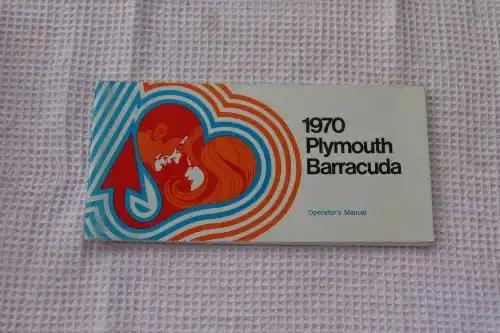 1970
Plymouth
Barracuda
Operator's Manual